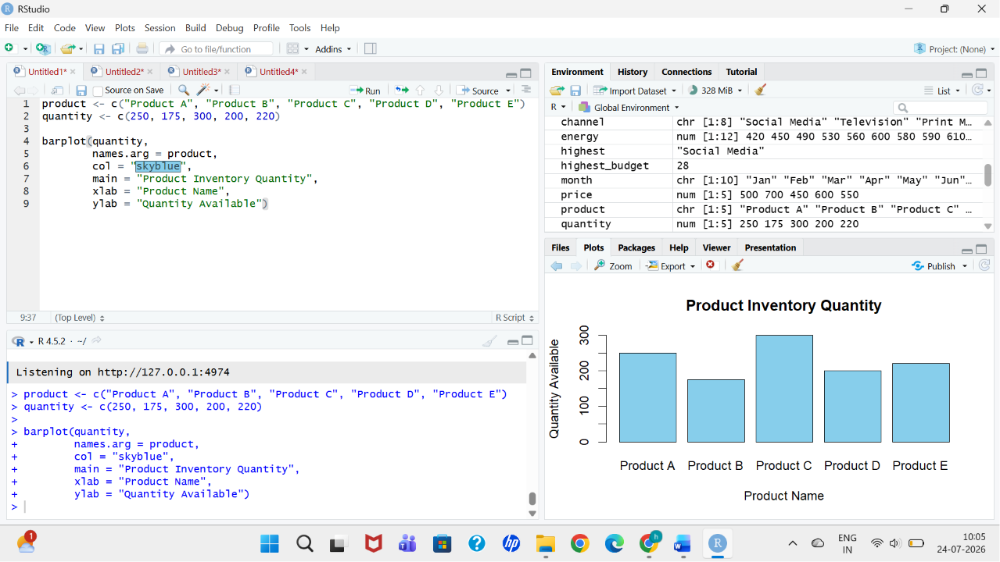 RStudio
File Edit Code View Plots Session Build Debug Profile Tools Help
Go to file/function Addins Project: (None)
Untitled1* Untitled2* Untitled3* Untitled4*
Source on Save Run Source
1 product <- c("Product A", "Product B", "Product C", "Product D", "Product E")
2 quantity <- c(250, 175, 300, 200, 220)
3
4 barplot(quantity,
5 names.arg = product,
6 col = "skyblue",
7 main = "Product Inventory Quantity",
8 xlab = "Product Name",
9 ylab = "Quantity Available")
9:37 (Top Level) R Script
R 4.5.2 · ~/
Listening on http://127.0.0.1:4974
> product <- c("Product A", "Product B", "Product C", "Product D", "Product E")
> quantity <- c(250, 175, 300, 200, 220)
>
> barplot(quantity,
+ names.arg = product,
+ col = "skyblue",
+ main = "Product Inventory Quantity",
+ xlab = "Product Name",
+ ylab = "Quantity Available")
>
Environment History Connections Tutorial
Import Dataset 328 MiB List
R Global Environment
channel chr [1:8] "Social Media" "Television" "Print M...
energy num [1:12] 420 450 490 530 560 600 580 590 610...
highest "Social Media"
highest_budget 28
month chr [1:10] "Jan" "Feb" "Mar" "Apr" "May" "Jun"...
price num [1:5] 500 700 450 600 550
product chr [1:5] "Product A" "Product B" "Product C" ...
quantity num [1:5] 250 175 300 200 220
Files Plots Packages Help Viewer Presentation
Zoom Export Publish
Product Inventory Quantity
Quantity Available
300
200
100
0
Product A Product B Product C Product D Product E
Product Name
1
hp
h
W
R
ENG
IN
10:05
24-07-2026